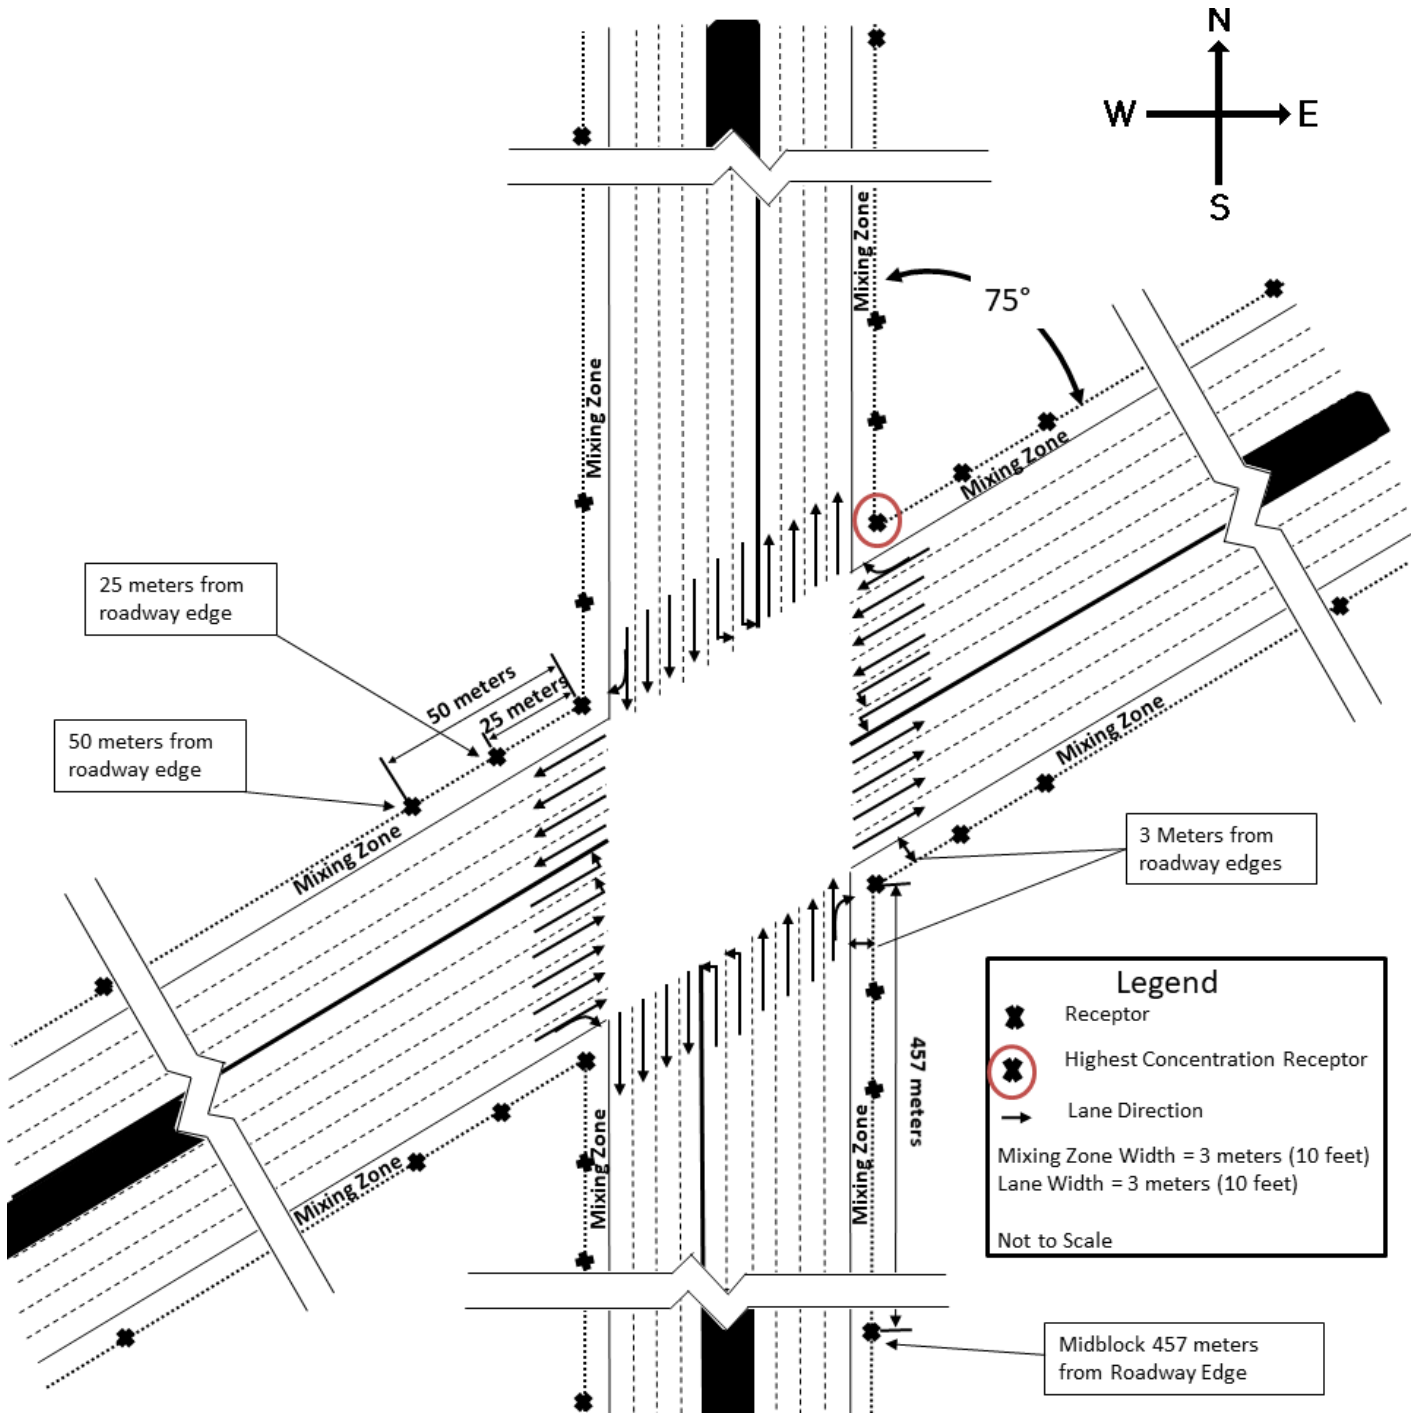 N
W
E
S
Mixing Zone
75°
Mixing Zone
Mixing Zone
25 meters from
roadway edge
50 meters
25 meters
50 meters from
roadway edge
Mixing Zone
Mixing Zone
3 Meters from
roadway edges
Legend
Receptor
Highest Concentration Receptor
Lane Direction
Mixing Zone Width = 3 meters (10 feet)
Lane Width = 3 meters (10 feet)
Not to Scale
457 meters
Mixing Zone
Mixing Zone
Mixing Zone
Midblock 457 meters
from Roadway Edge